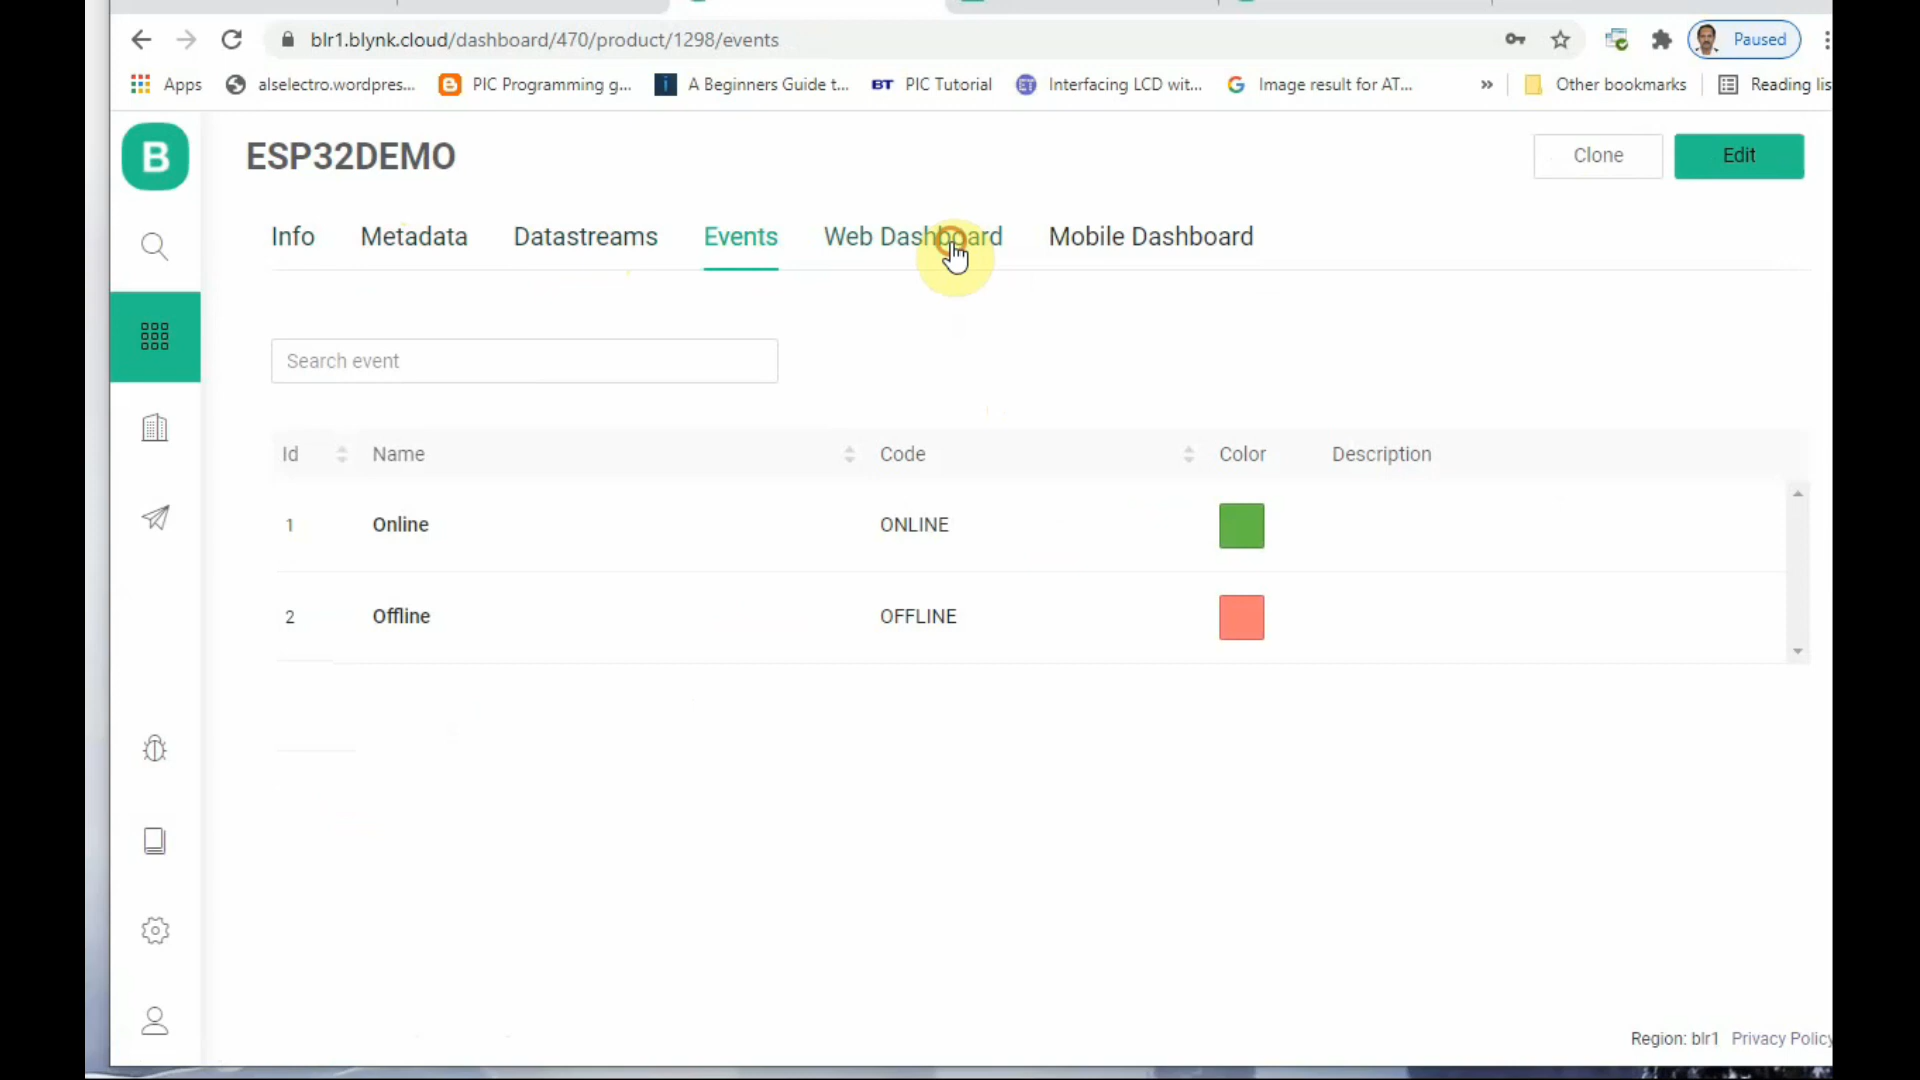 blr1.blynk.cloud/dashboard/470/product/1298/events
Paused
Apps
alselectro.wordpres...
PIC Programming g...
i
A Beginners Guide t...
BT
PIC Tutorial
ET
Interfacing LCD wit...
G
Image result for AT...
»
Other bookmarks
Reading lis
B
ESP32DEMO
Clone
Edit
Info
Metadata
Datastreams
Events
Web Dashboard
Mobile Dashboard
Search event
Id
Name
Code
Color
Description
1
Online
ONLINE
2
Offline
OFFLINE
Region: blr1
Privacy Policy